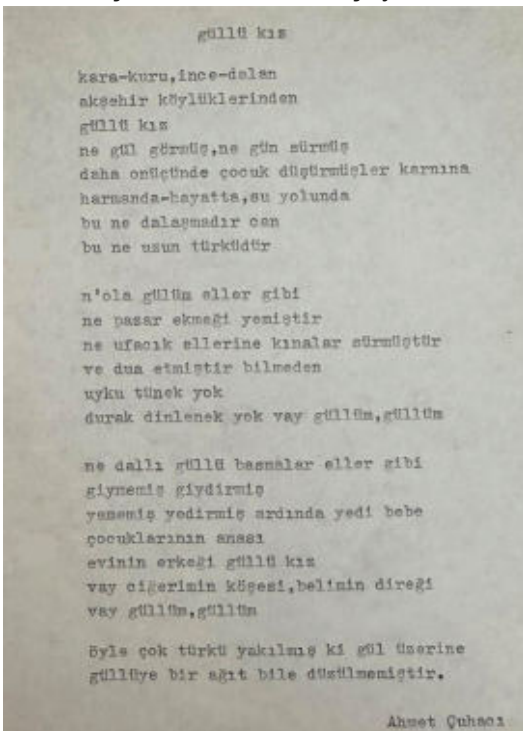 güllü kız
kara-kuru,ince-dalan
akşehir köylüklerinden
güllü kız
ne gül görmüş,ne gün sürmüş
daha onüçünde çocuk düşürmüşler karnına
harmanda-hayatta,su yolunda
bu ne dalaşmadır can
bu ne uzun türküdür
n'ola gülüm eller gibi
ne pazar ekmeği yemiştir
ne ufacık ellerine kınalar sürmüştür
ve dua etmiştir bilmeden
uyku tünek yok
durak dinlenek yok vay güllüm,güllüm
ne dallı güllü basmalar eller gibi
giymemiş giydirmiş
yememiş yedirmiş ardında yedi bebe
çocuklarının anası
evinin erkeği güllü kız
vay ciğerimin köşesi,belimin direği
vay güllüm,güllüm
öyle çok türkü yakılmış ki gül üzerine
güllüye bir ağıt bile düzülmemiştir.
Ahmet Çuhacı